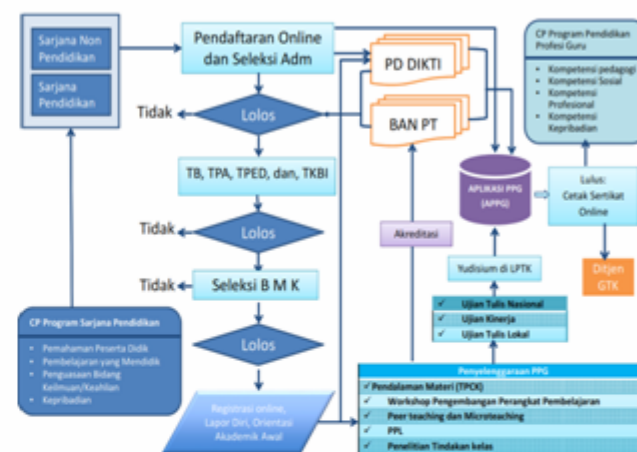 Sarjana Non
Pendidikan
Sarjana
Pendidikan
Pendaftaran Online
dan Seleksi Adm
PD DIKTI
BAN PT
CP Program Pendidikan
Profesi Guru
• Kompetensi pedagogi
• Kompetensi Sosial
• Kompetensi
Profesional
• Kompetensi
Kepribadian
Tidak
Lolos
TB, TPA, TPED, dan, TKBI
APLIKASI PPG
(APPG)
Lulus:
Cetak Sertikat
Online
Tidak
Lolos
Akreditasi
Yudisium di LPTK
Ditjen
GTK
Tidak
Seleksi B M K
✓ Ujian Tulis Nasional
✓ Ujian Kinerja
✓ Ujian Tulis Lokal
CP Program Sarjana Pendidikan
• Pemahaman Peserta Didik
• Pembelajaran yang Mendidik
• Penguasaan Bidang
Keilmuan/Keahlian
• Kepribadian
Lolos
Registrasi online,
Lapor Diri, Orientasi
Akademik Awal
Penyelenggaraan PPG
✓Pendalaman Materi (TPCK)
✓ Workshop Pengembangan Perangkat Pembelajaran
✓ Peer teaching dan Microteaching
✓ PPL
✓ Penelitian Tindakan kelas